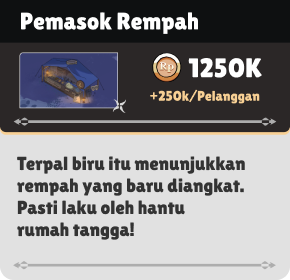 Pemasok Rempah
Rp 1250K
+250k/Pelanggan
Terpal biru itu menunjukkan
rempah yang baru diangkat.
Pasti laku oleh hantu
rumah tangga!